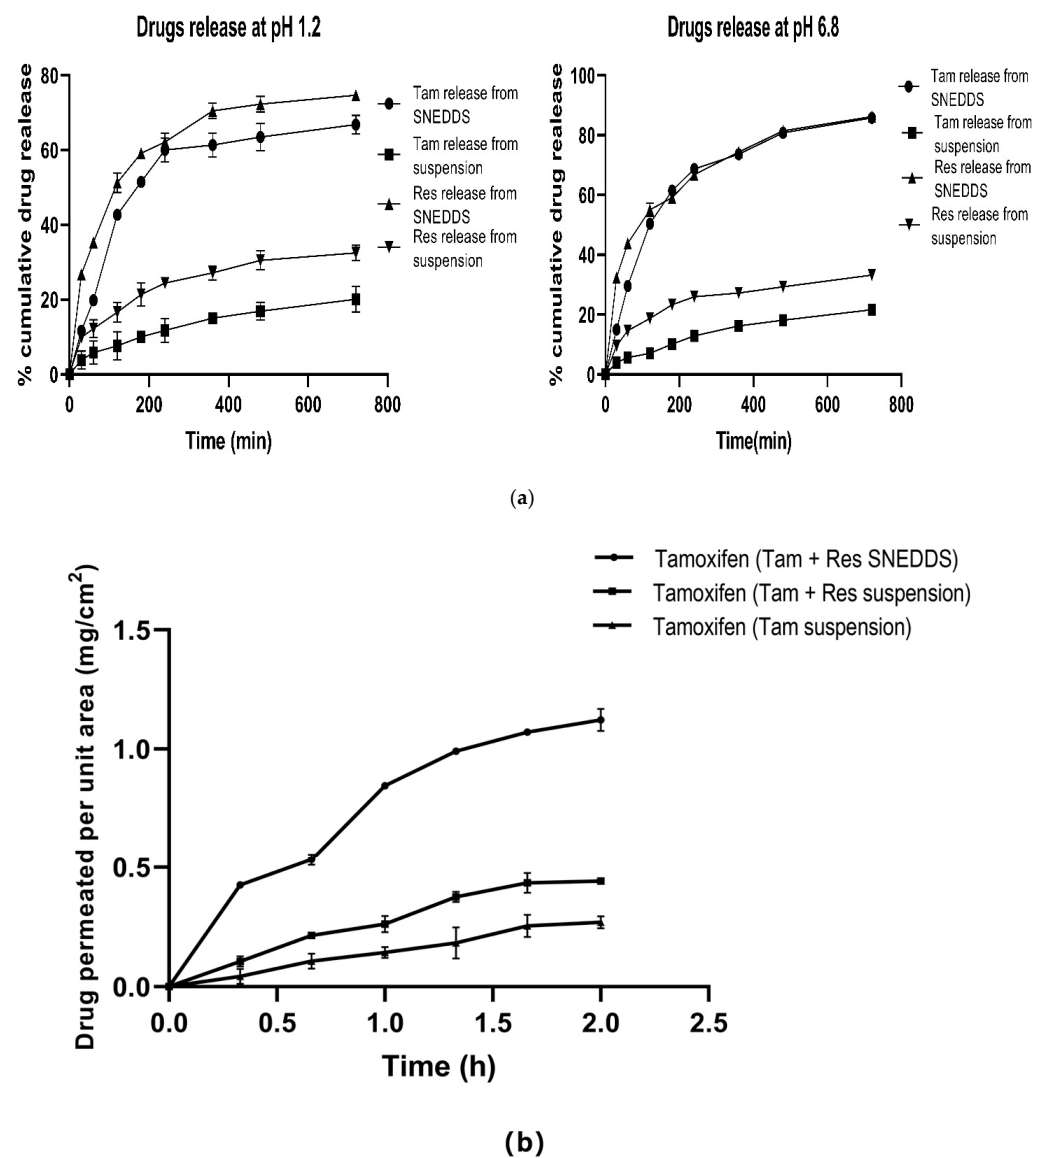 Drugs release at pH 1.2
% cumulative drug realease
80
60
40
20
0
0 200 400 600 800
Time (min)
Tam release from
SNEDDS
Tam release from
suspension
Res release from
SNEDDS
Res release from
suspension
Drugs release at pH 6.8
% cumulative drug realease
100
80
60
40
20
0
0 200 400 600 800
Time(min)
Tam release from
SNEDDS
Tam release from
suspension
Res release from
SNEDDS
Res release from
suspension
(a)
Tamoxifen (Tam + Res SNEDDS)
Tamoxifen (Tam + Res suspension)
Tamoxifen (Tam suspension)
Drug permeated per unit area (mg/cm²)
1.5
1.0
0.5
0.0
0.0 0.5 1.0 1.5 2.0 2.5
Time (h)
(b)